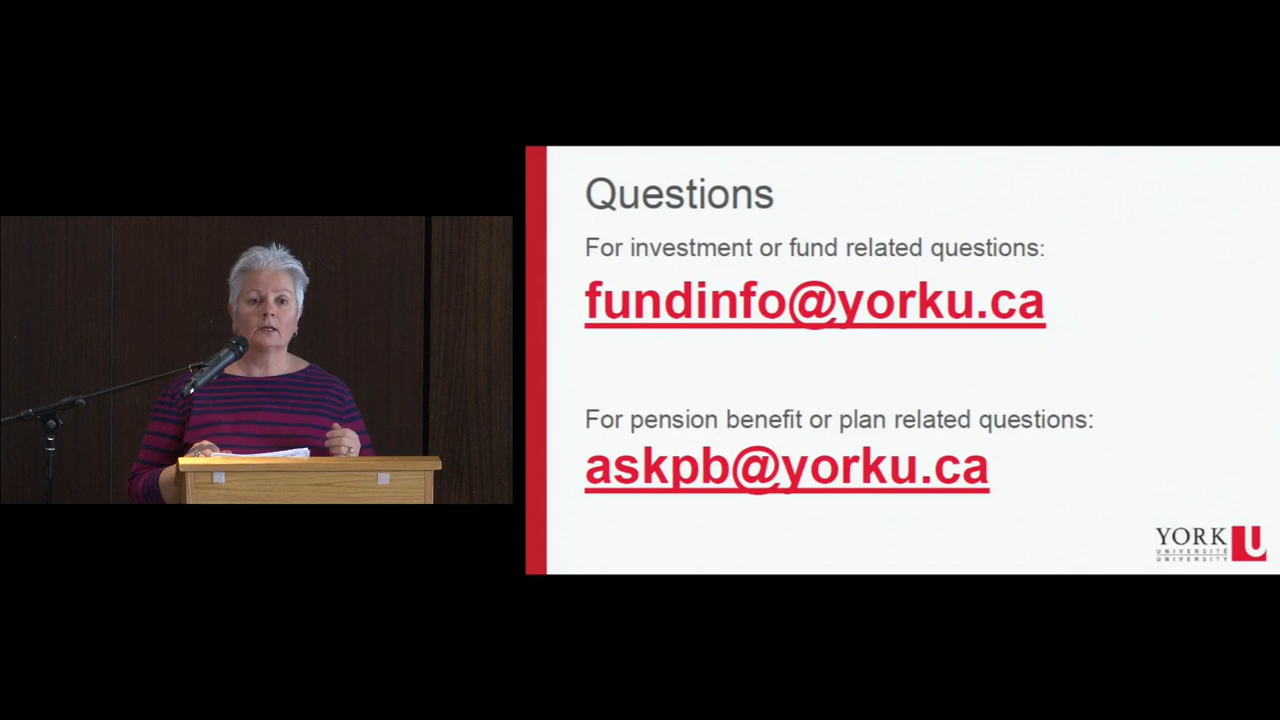 Questions
For investment or fund related questions:
fundinfo@yorku.ca
For pension benefit or plan related questions:
askpb@yorku.ca
YORK U
UNIVERSITÉ
UNIVERSITY